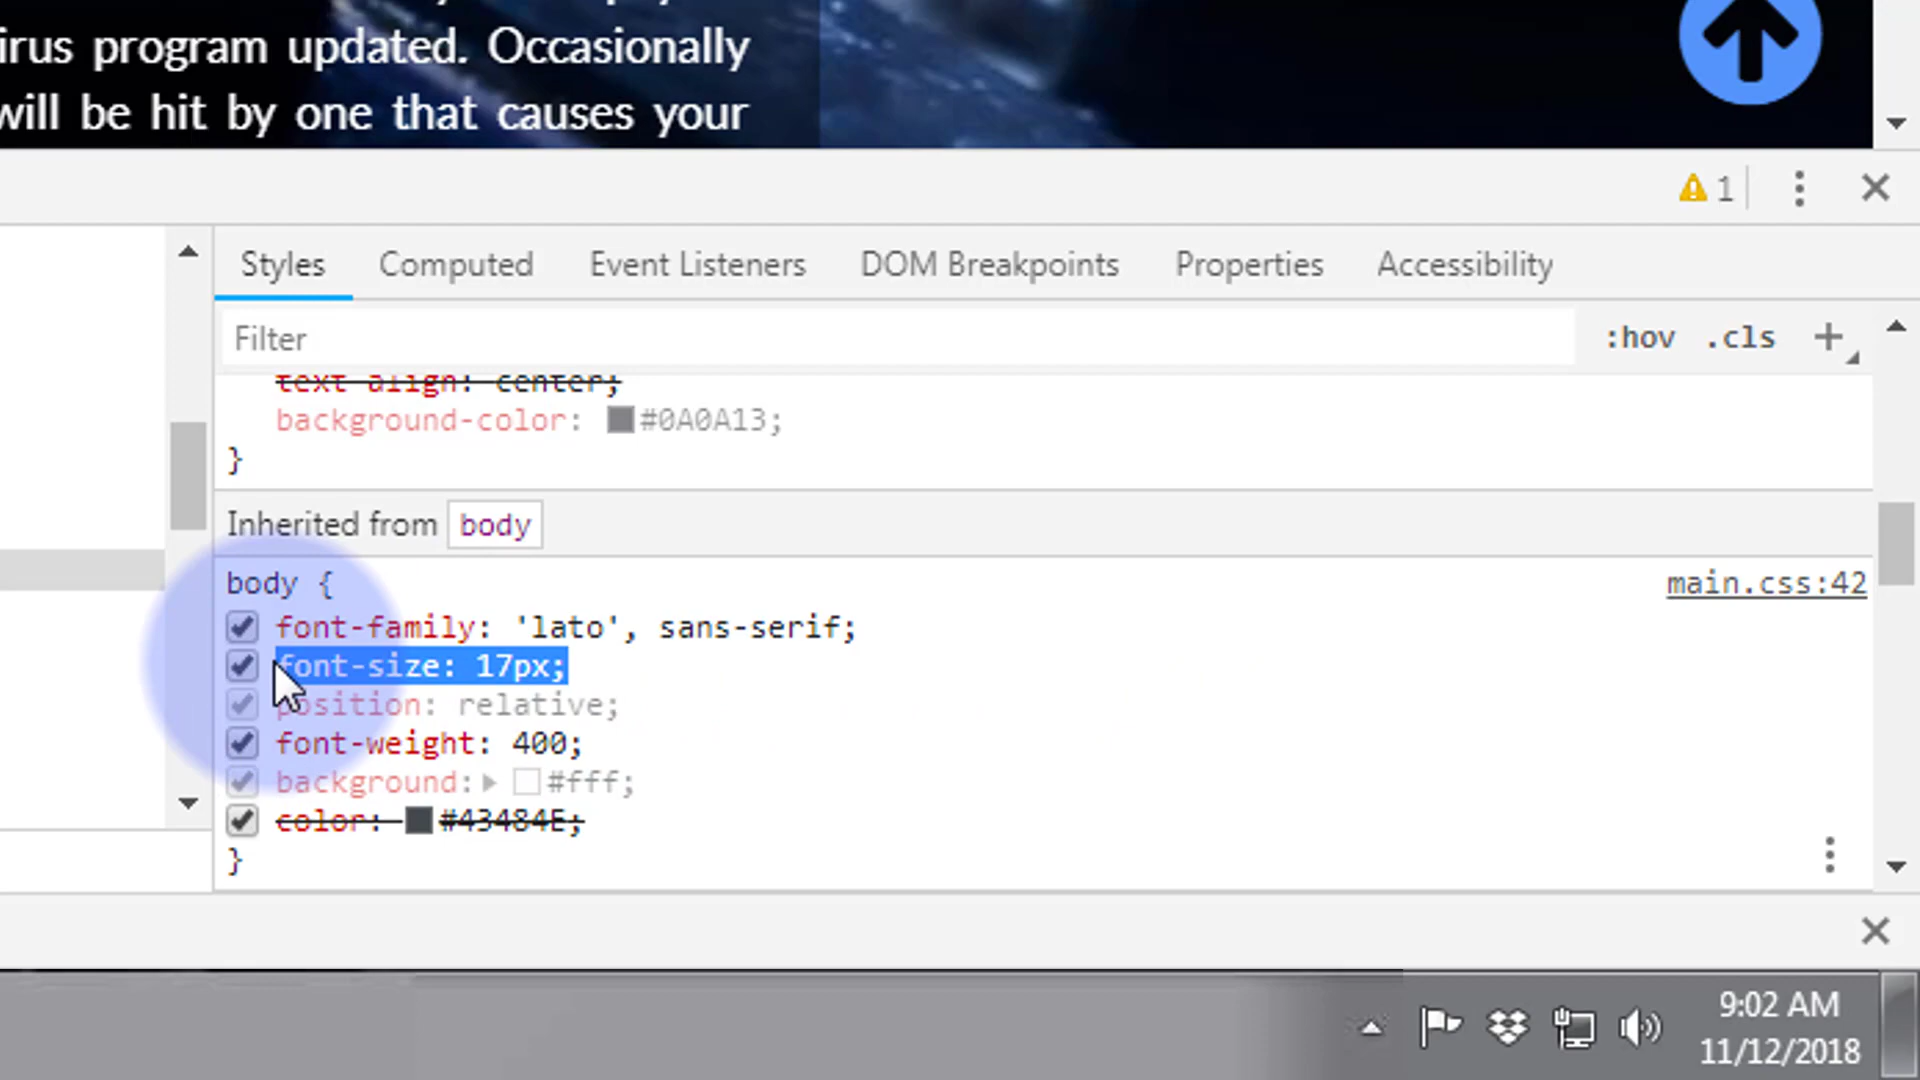 irus program updated. Occasionally
will be hit by one that causes your
1
Styles Computed Event Listeners DOM Breakpoints Properties Accessibility
Filter :hov .cls +
text-align: center;
background-color: #0A0A13;
}
Inherited from body
body { main.css:42
font-family: 'lato', sans-serif;
font-size: 17px;
position: relative;
font-weight: 400;
background: #fff;
color: #43484E;
}
9:02 AM
11/12/2018